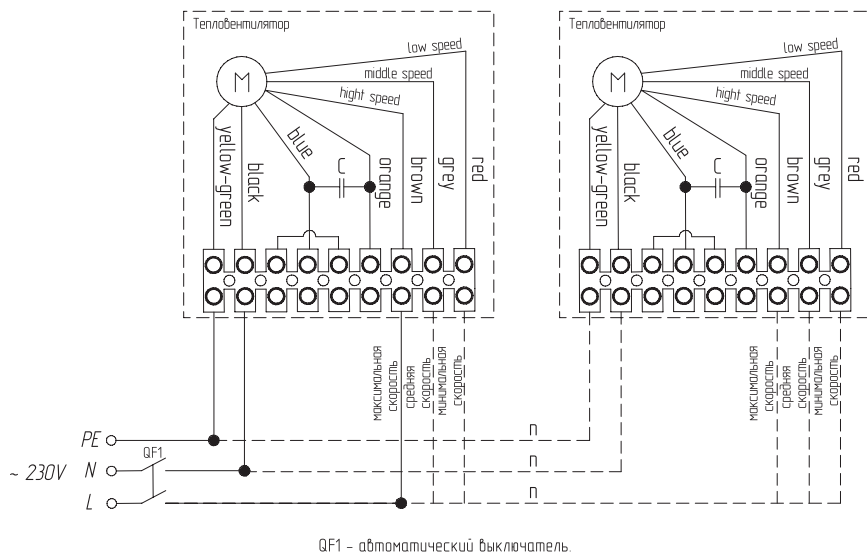 Тепловентилятор
low speed
middle speed
hight speed
M
yellow-green
black
blue
C
orange
brown
grey
red
максимальная
скорость
средняя
скорость
минимальная
скорость
Тепловентилятор
low speed
middle speed
hight speed
M
yellow-green
black
blue
C
orange
brown
grey
red
максимальная
скорость
средняя
скорость
минимальная
скорость
PE
n
QF1
~ 230V
N
n
L
n
QF1 - автоматический выключатель.